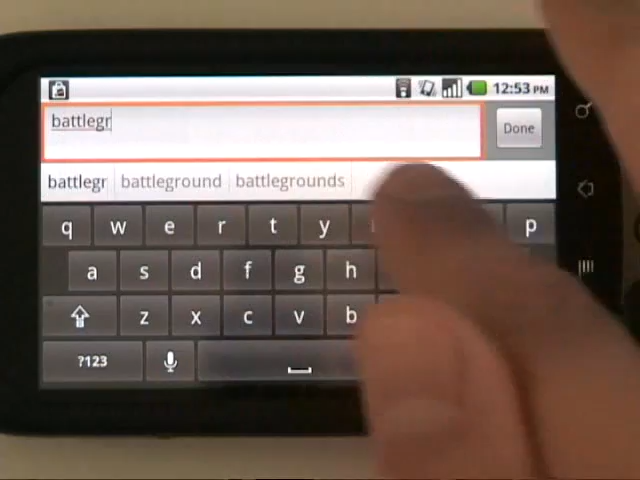 12:53 PM
battlegr
Done
battlegr battleground battlegrounds
q w e r t y p
a s d f g h
z x c v b
?123